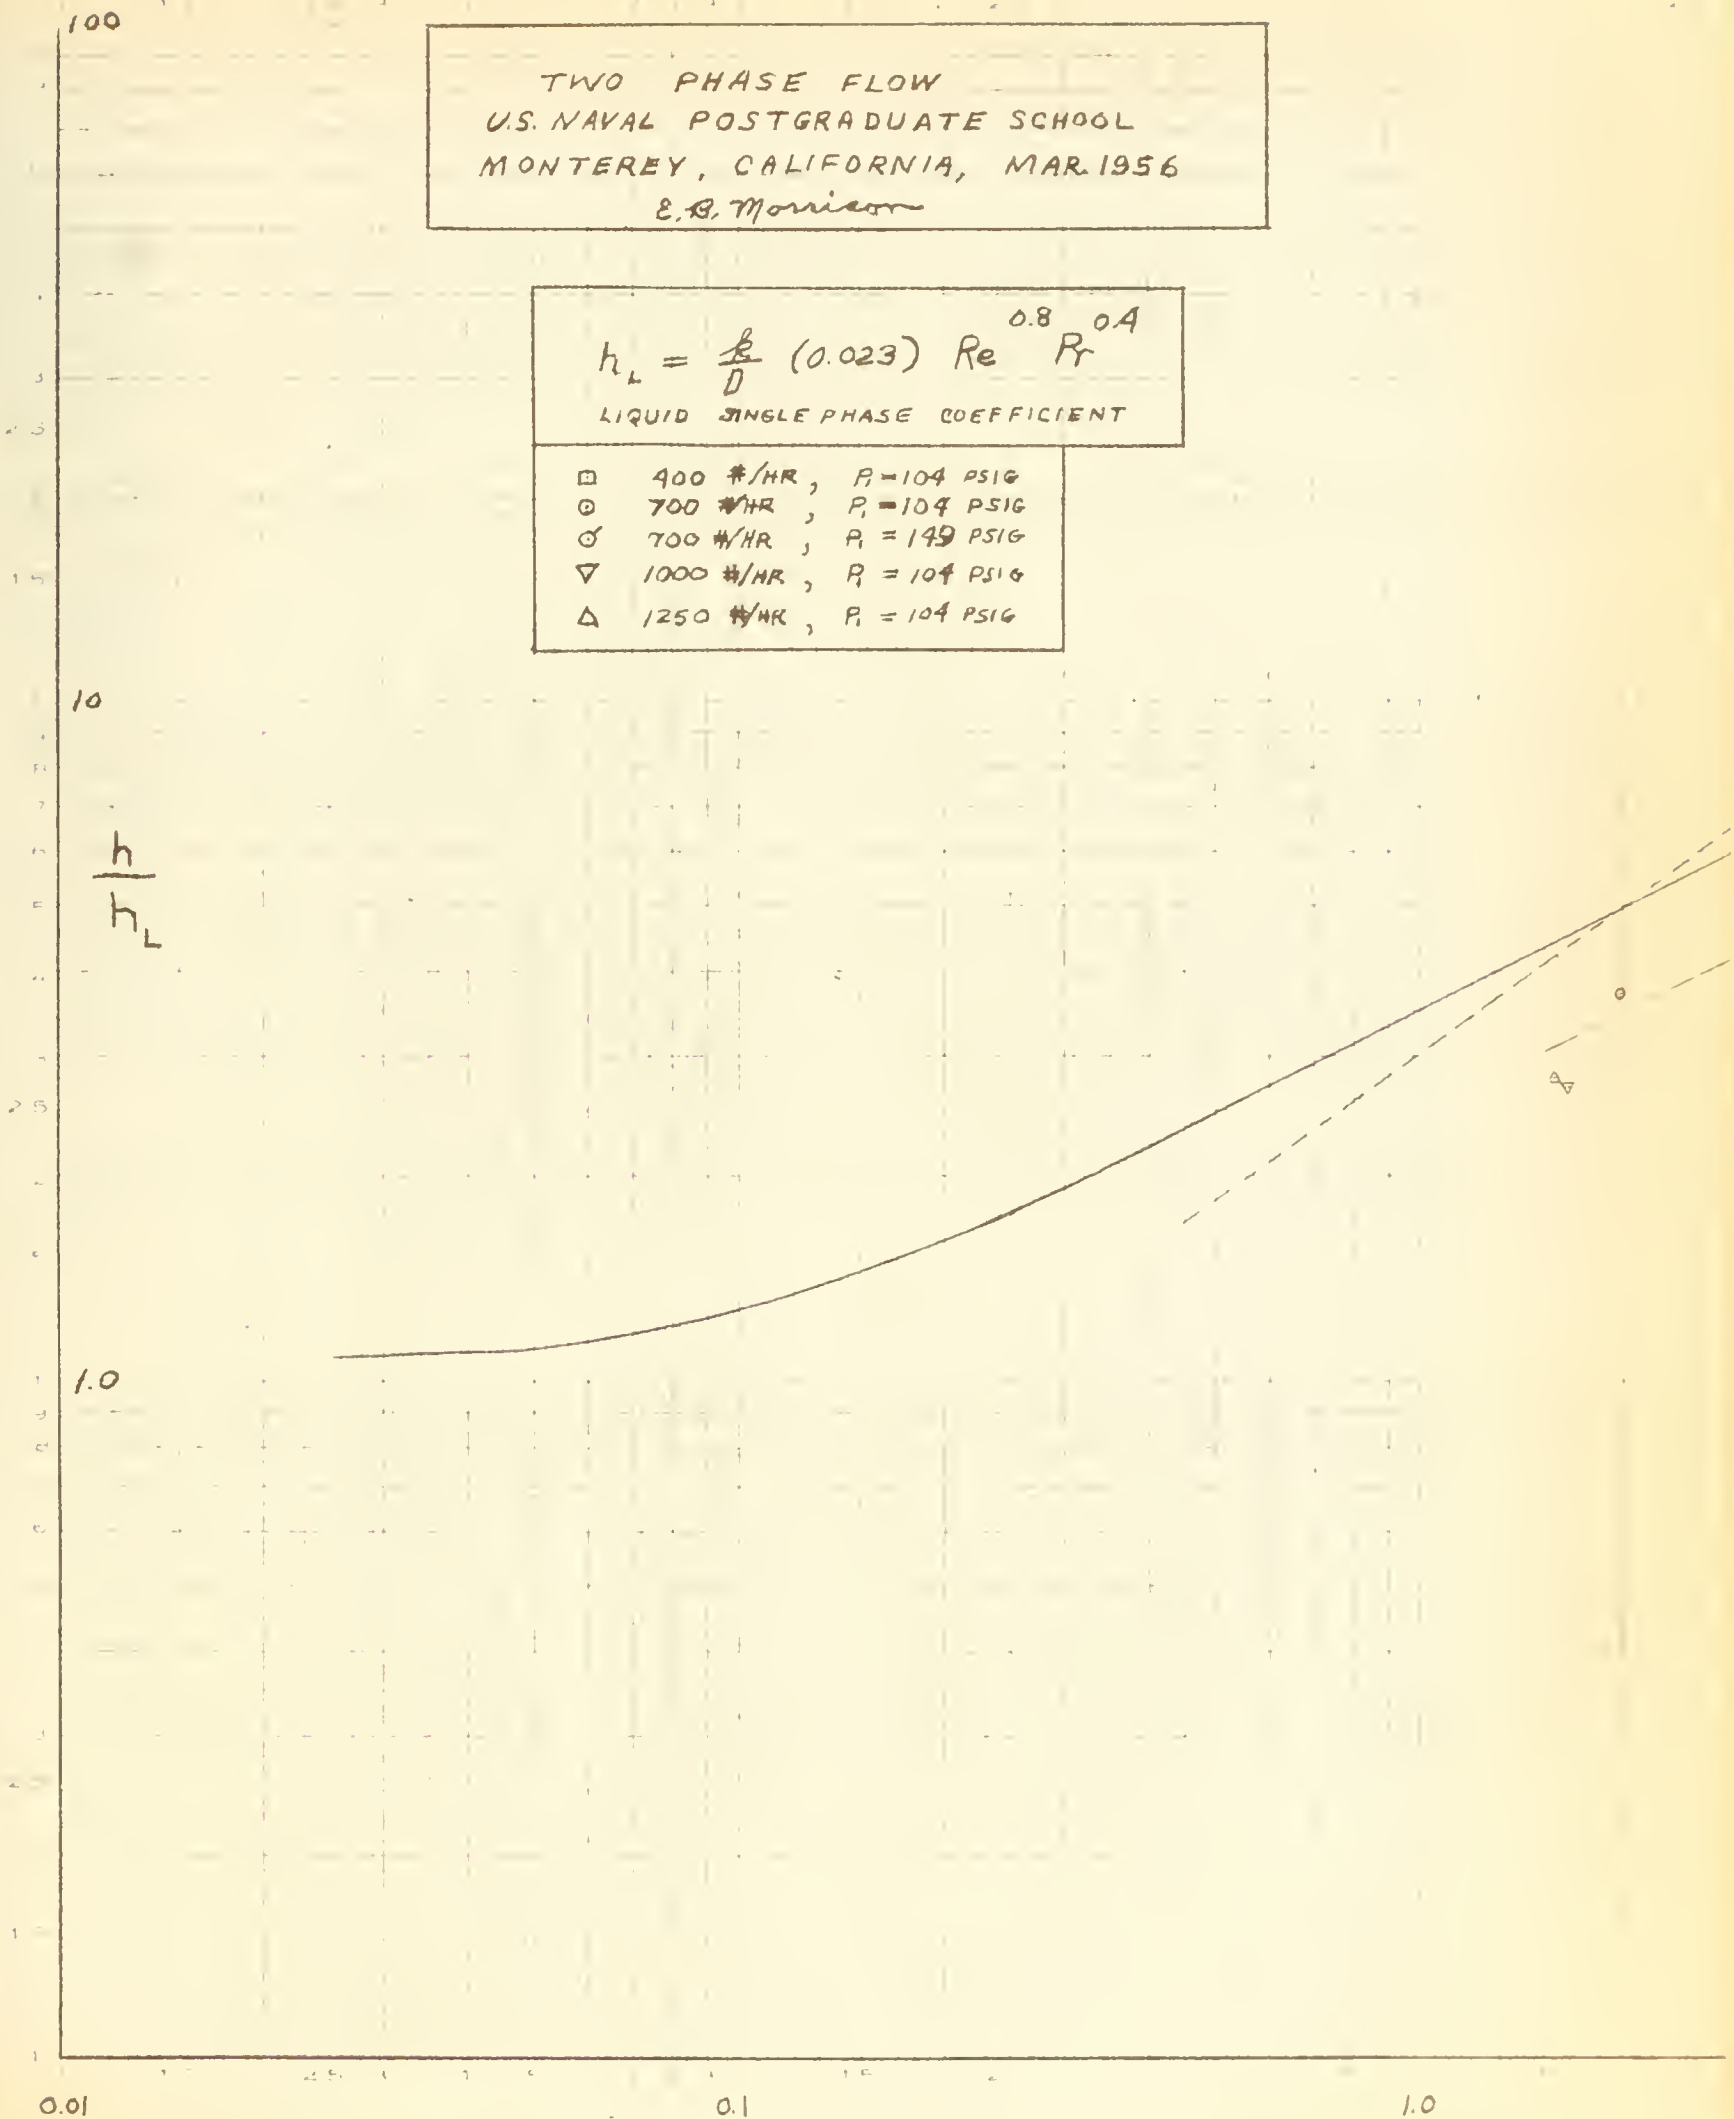 100
TWO PHASE FLOW
U.S. NAVAL POSTGRADUATE SCHOOL
MONTEREY, CALIFORNIA, MAR. 1956
E.B. Morrison
h_L = k/D (0.023) Re^0.8 Pr^0.4
LIQUID SINGLE PHASE COEFFICIENT
□ 400 #/HR, P₁ = 104 PSIG
⊙ 700 #/HR, P₁ = 104 PSIG
700 #/HR, P₁ = 149 PSIG
▽ 1000 #/HR, P₁ = 104 PSIG
△ 1250 #/HR, P₁ = 104 PSIG
10
h/h_L
1.0
0.01 0.1 1.0